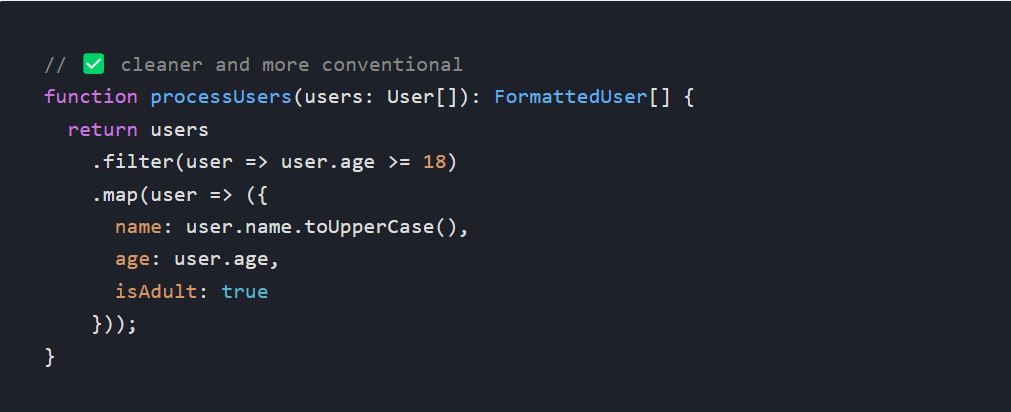 // ✅ cleaner and more conventional
function processUsers(users: User[]): FormattedUser[] {
  return users
    .filter(user => user.age >= 18)
    .map(user => ({
      name: user.name.toUpperCase(),
      age: user.age,
      isAdult: true
    }));
}